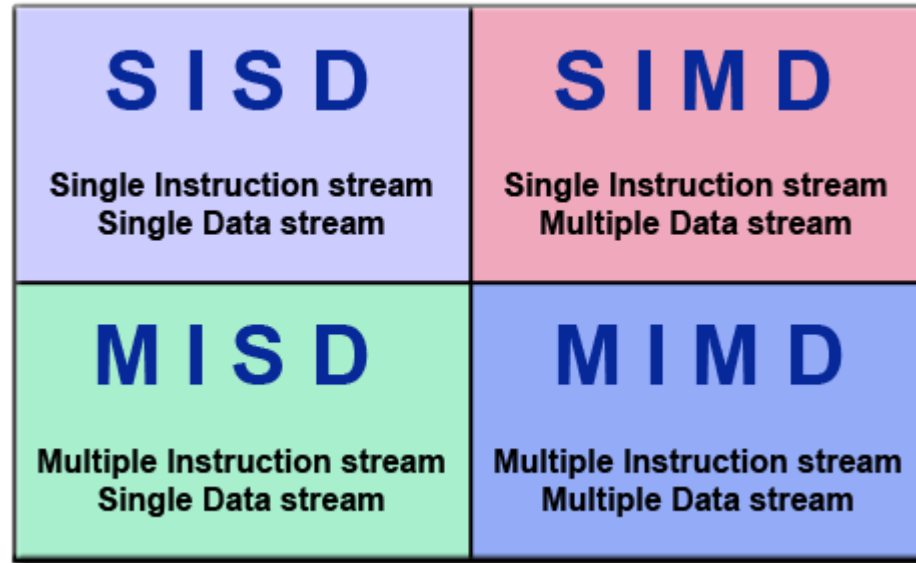 S I S D
Single Instruction stream
Single Data stream
S I M D
Single Instruction stream
Multiple Data stream
M I S D
Multiple Instruction stream
Single Data stream
M I M D
Multiple Instruction stream
Multiple Data stream